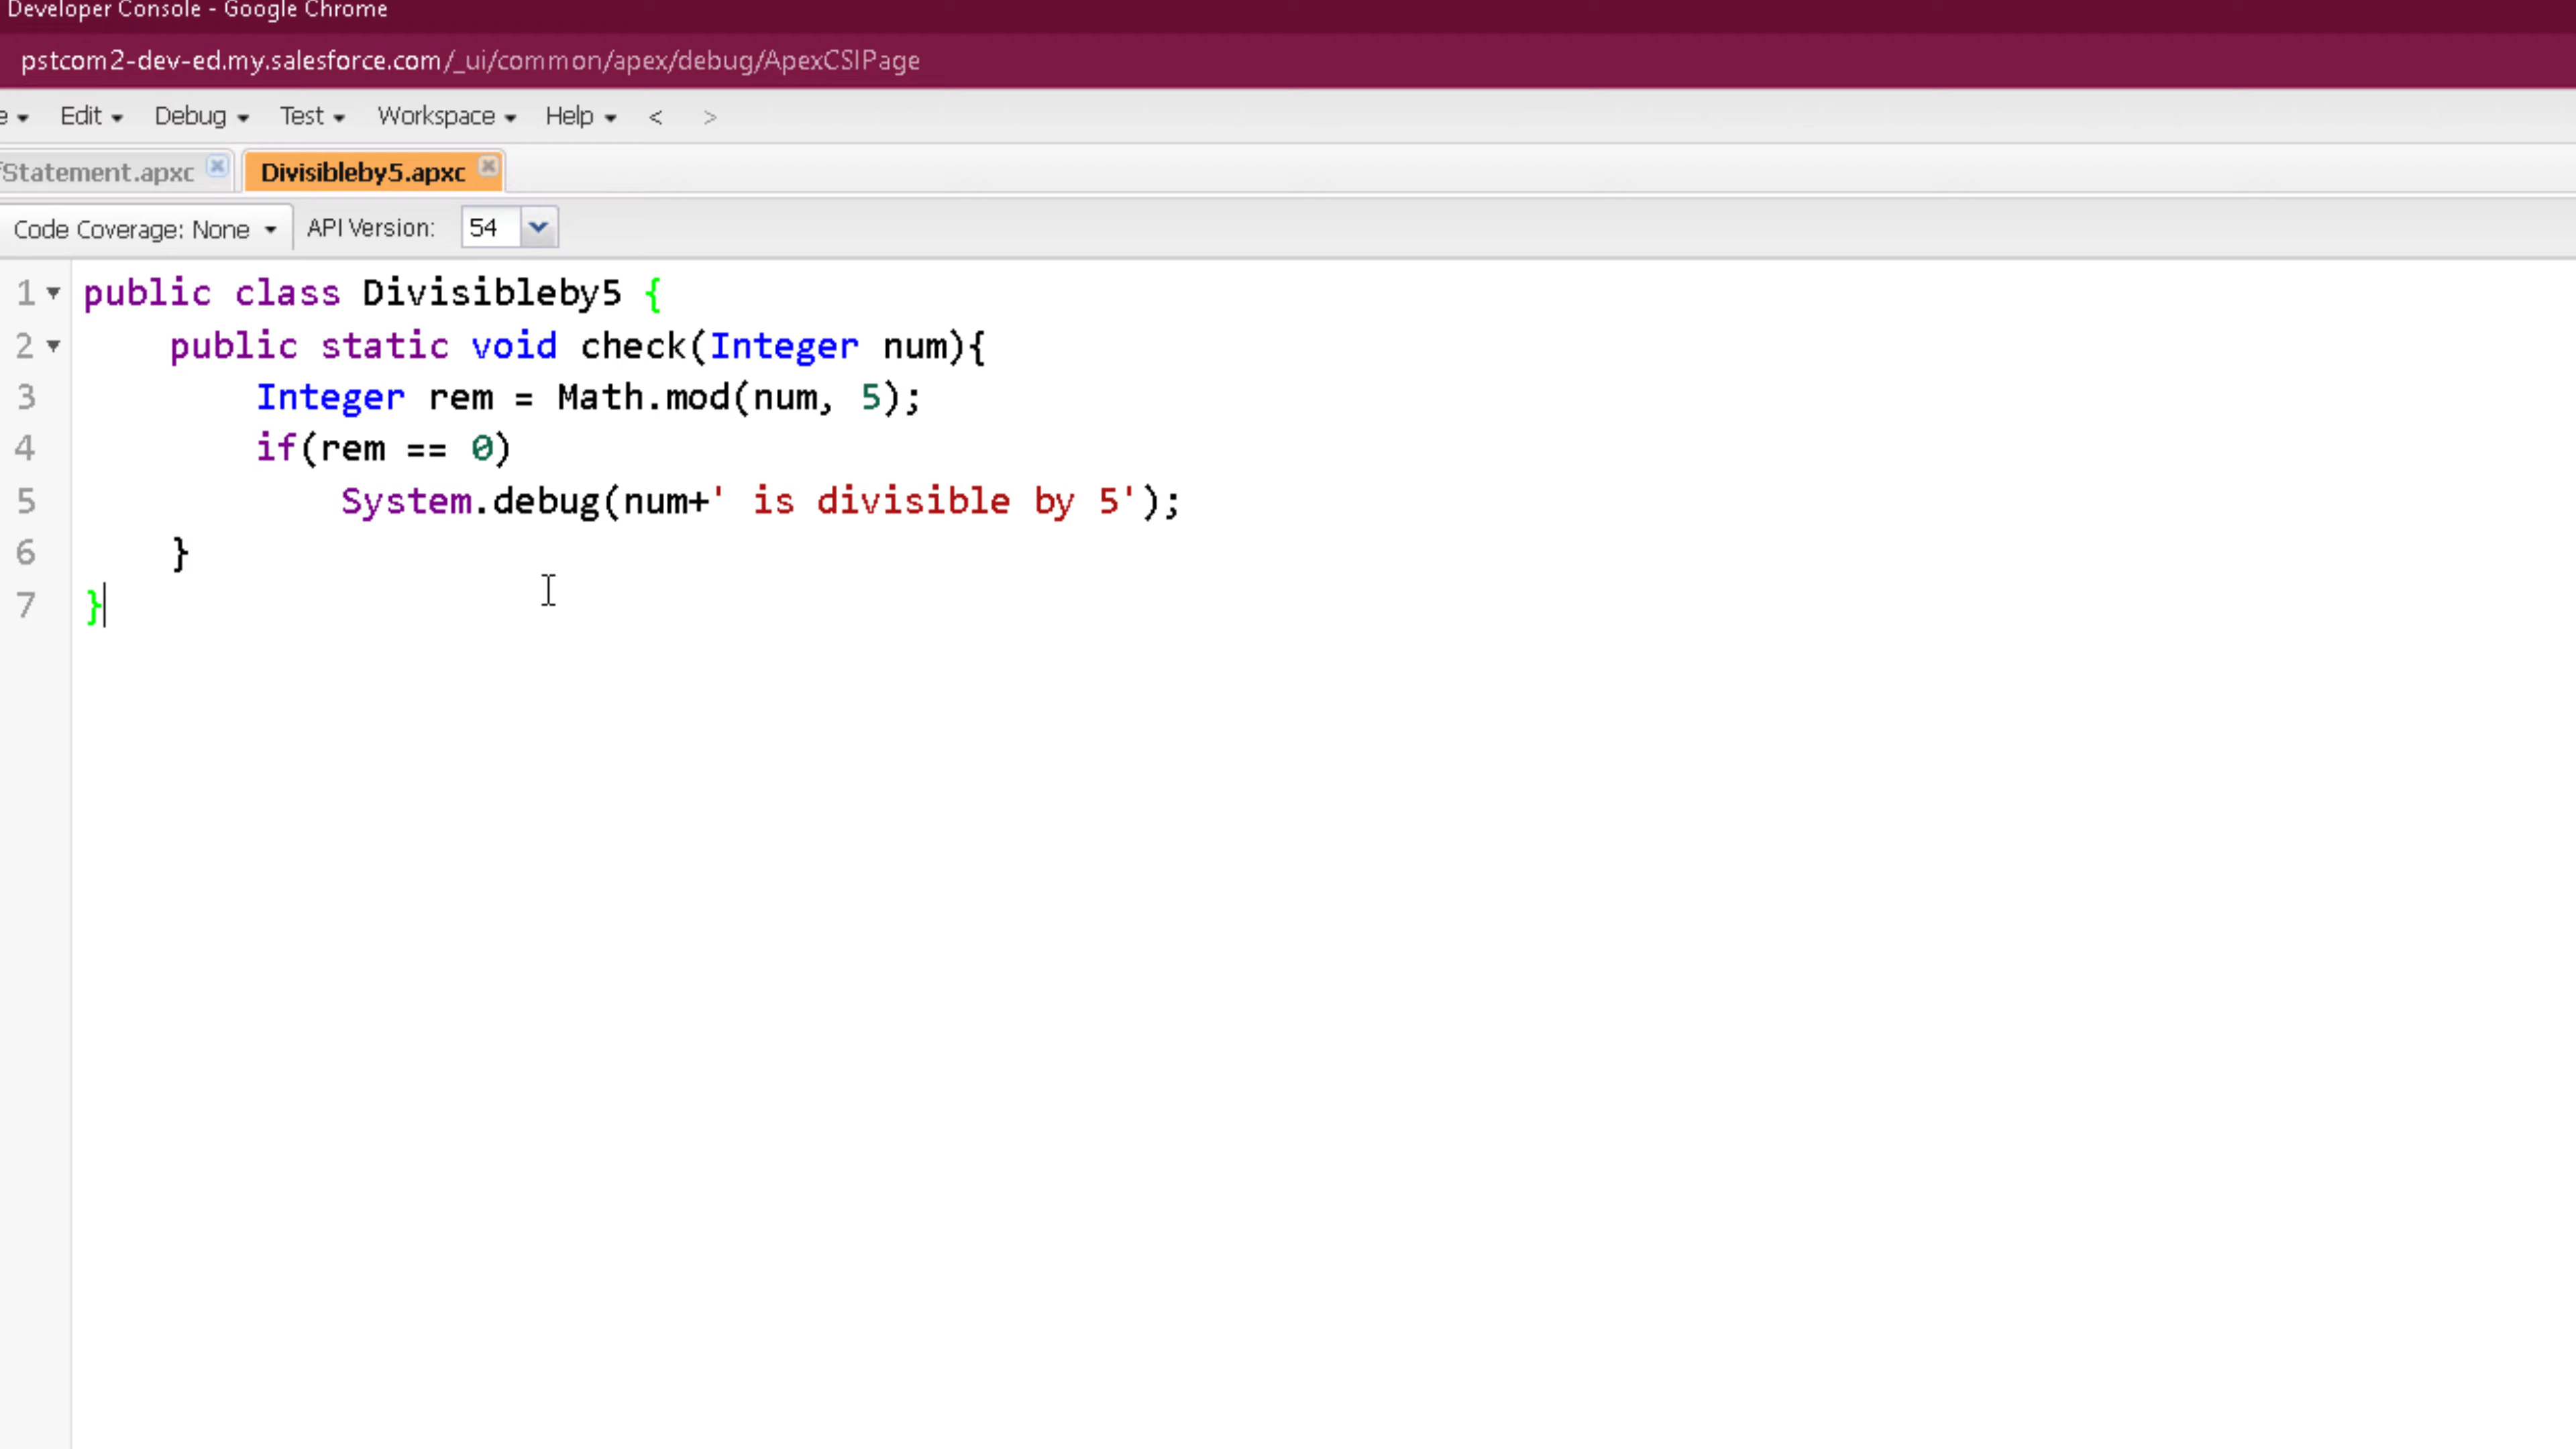 Developer Console - Google Chrome
pstcom2-dev-ed.my.salesforce.com/_ui/common/apex/debug/ApexCSIPage
e Edit Debug Test Workspace Help < >
Statement.apxc Divisibleby5.apxc
Code Coverage: None API Version: 54
1 public class Divisibleby5 {
2 public static void check(Integer num){
3 Integer rem = Math.mod(num, 5);
4 if(rem == 0)
5 System.debug(num+' is divisible by 5');
6 }
7 }